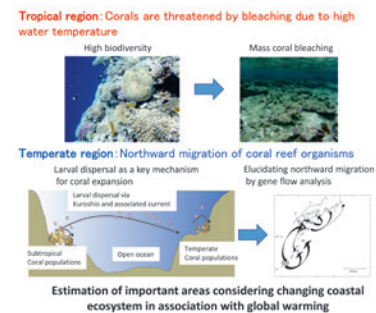 Tropical region: Corals are threatened by bleaching due to high
water temperature
High biodiversity
Mass coral bleaching
Temperate region: Northward migration of coral reef organisms
Larval dispersal as a key mechanism
for coral expansion
Elucidating northward migration
by gene flow analysis
Larval dispersal via
Kuroshio and associated current
Subtropical
Coral populations
Open ocean
Temperate
Coral populations
Estimation of important areas considering changing coastal
ecosystem in association with global warming